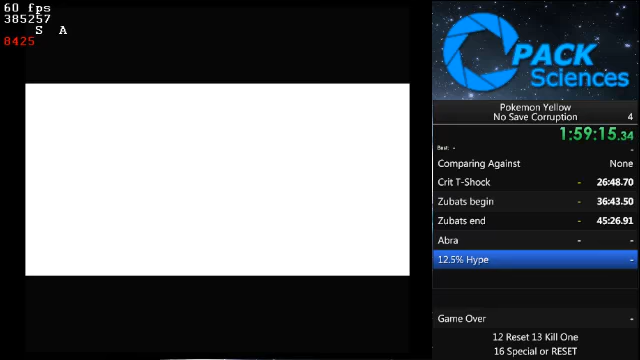 60 fps
385257
S A
8425
PACK
Sciences
Pokemon Yellow
No Save Corruption 4
1:59:15.34
Best: - -
Comparing Against None
Crit T-Shock - 26:48.70
Zubats begin - 36:43.50
Zubats end - 45:26.91
Abra - -
12.5% Hype -
Game Over -
12 Reset 13 Kill One
16 Special or RESET